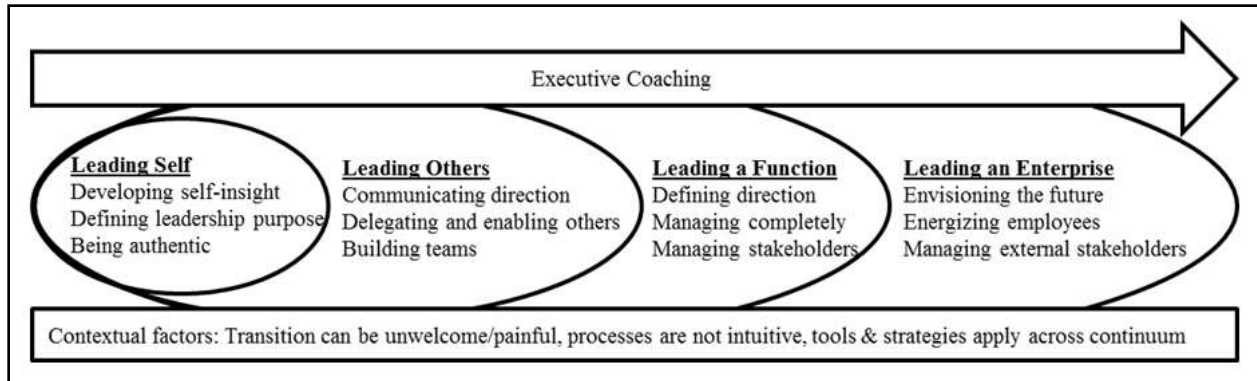 Executive Coaching
Leading Self
Developing self-insight
Defining leadership purpose
Being authentic
Leading Others
Communicating direction
Delegating and enabling others
Building teams
Leading a Function
Defining direction
Managing completely
Managing stakeholders
Leading an Enterprise
Envisioning the future
Energizing employees
Managing external stakeholders
Contextual factors: Transition can be unwelcome/painful, processes are not intuitive, tools & strategies apply across continuum